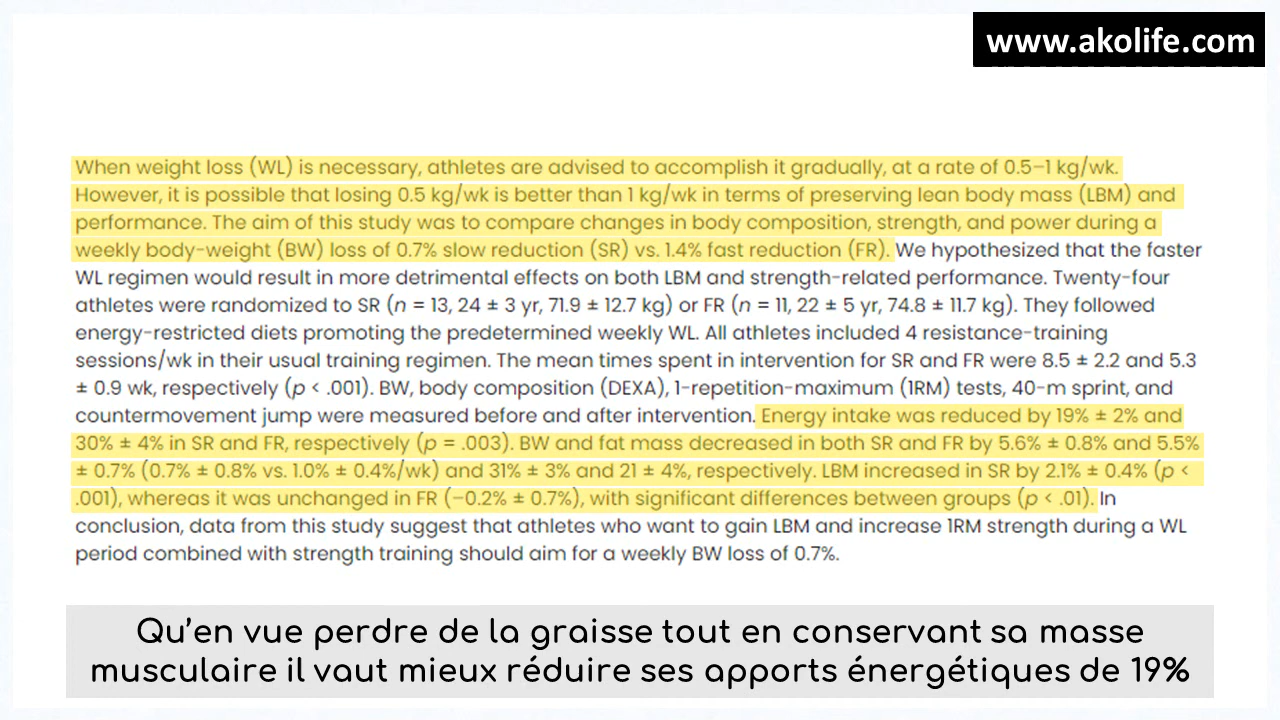 www.akolife.com
When weight loss (WL) is necessary, athletes are advised to accomplish it gradually, at a rate of 0.5–1 kg/wk.
However, it is possible that losing 0.5 kg/wk is better than 1 kg/wk in terms of preserving lean body mass (LBM) and
performance. The aim of this study was to compare changes in body composition, strength, and power during a
weekly body-weight (BW) loss of 0.7% slow reduction (SR) vs. 1.4% fast reduction (FR). We hypothesized that the faster
WL regimen would result in more detrimental effects on both LBM and strength-related performance. Twenty-four
athletes were randomized to SR (n = 13, 24 ± 3 yr, 71.9 ± 12.7 kg) or FR (n = 11, 22 ± 5 yr, 74.8 ± 11.7 kg). They followed
energy-restricted diets promoting the predetermined weekly WL. All athletes included 4 resistance-training
sessions/wk in their usual training regimen. The mean times spent in intervention for SR and FR were 8.5 ± 2.2 and 5.3
± 0.9 wk, respectively (p < .001). BW, body composition (DEXA), 1-repetition-maximum (1RM) tests, 40-m sprint, and
countermovement jump were measured before and after intervention. Energy intake was reduced by 19% ± 2% and
30% ± 4% in SR and FR, respectively (p = .003). BW and fat mass decreased in both SR and FR by 5.6% ± 0.8% and 5.5%
± 0.7% (0.7% ± 0.8% vs. 1.0% ± 0.4%/wk) and 31% ± 3% and 21 ± 4%, respectively. LBM increased in SR by 2.1% ± 0.4% (p <
.001), whereas it was unchanged in FR (−0.2% ± 0.7%), with significant differences between groups (p < .01). In
conclusion, data from this study suggest that athletes who want to gain LBM and increase 1RM strength during a WL
period combined with strength training should aim for a weekly BW loss of 0.7%.
Qu’en vue perdre de la graisse tout en conservant sa masse
musculaire il vaut mieux réduire ses apports énergétiques de 19%